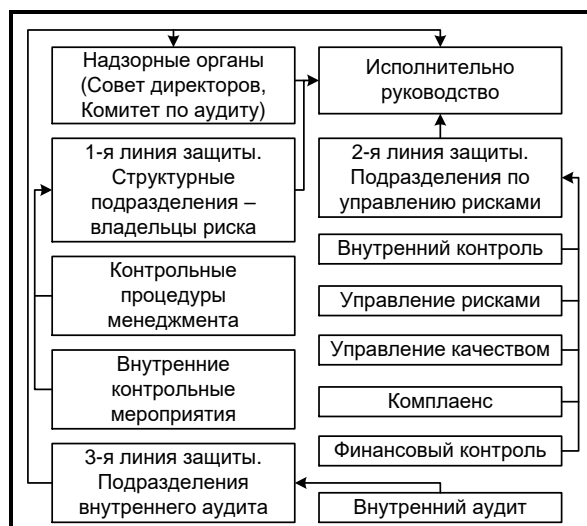 Надзорные органы
(Совет директоров,
Комитет по аудиту)
Исполнительно
руководство
1-я линия защиты.
Структурные
подразделения –
владельцы риска
2-я линия защиты.
Подразделения по
управлению рисками
Контрольные
процуры
менеджмента
Внутренние
контрольные
мероприятия
Внутренний контроль
Управление рисками
Управление качеством
Комплаенс
Финансовый контроль
3-я линия защиты.
Подразделения
внутреннего аудита
Внутренний аудит